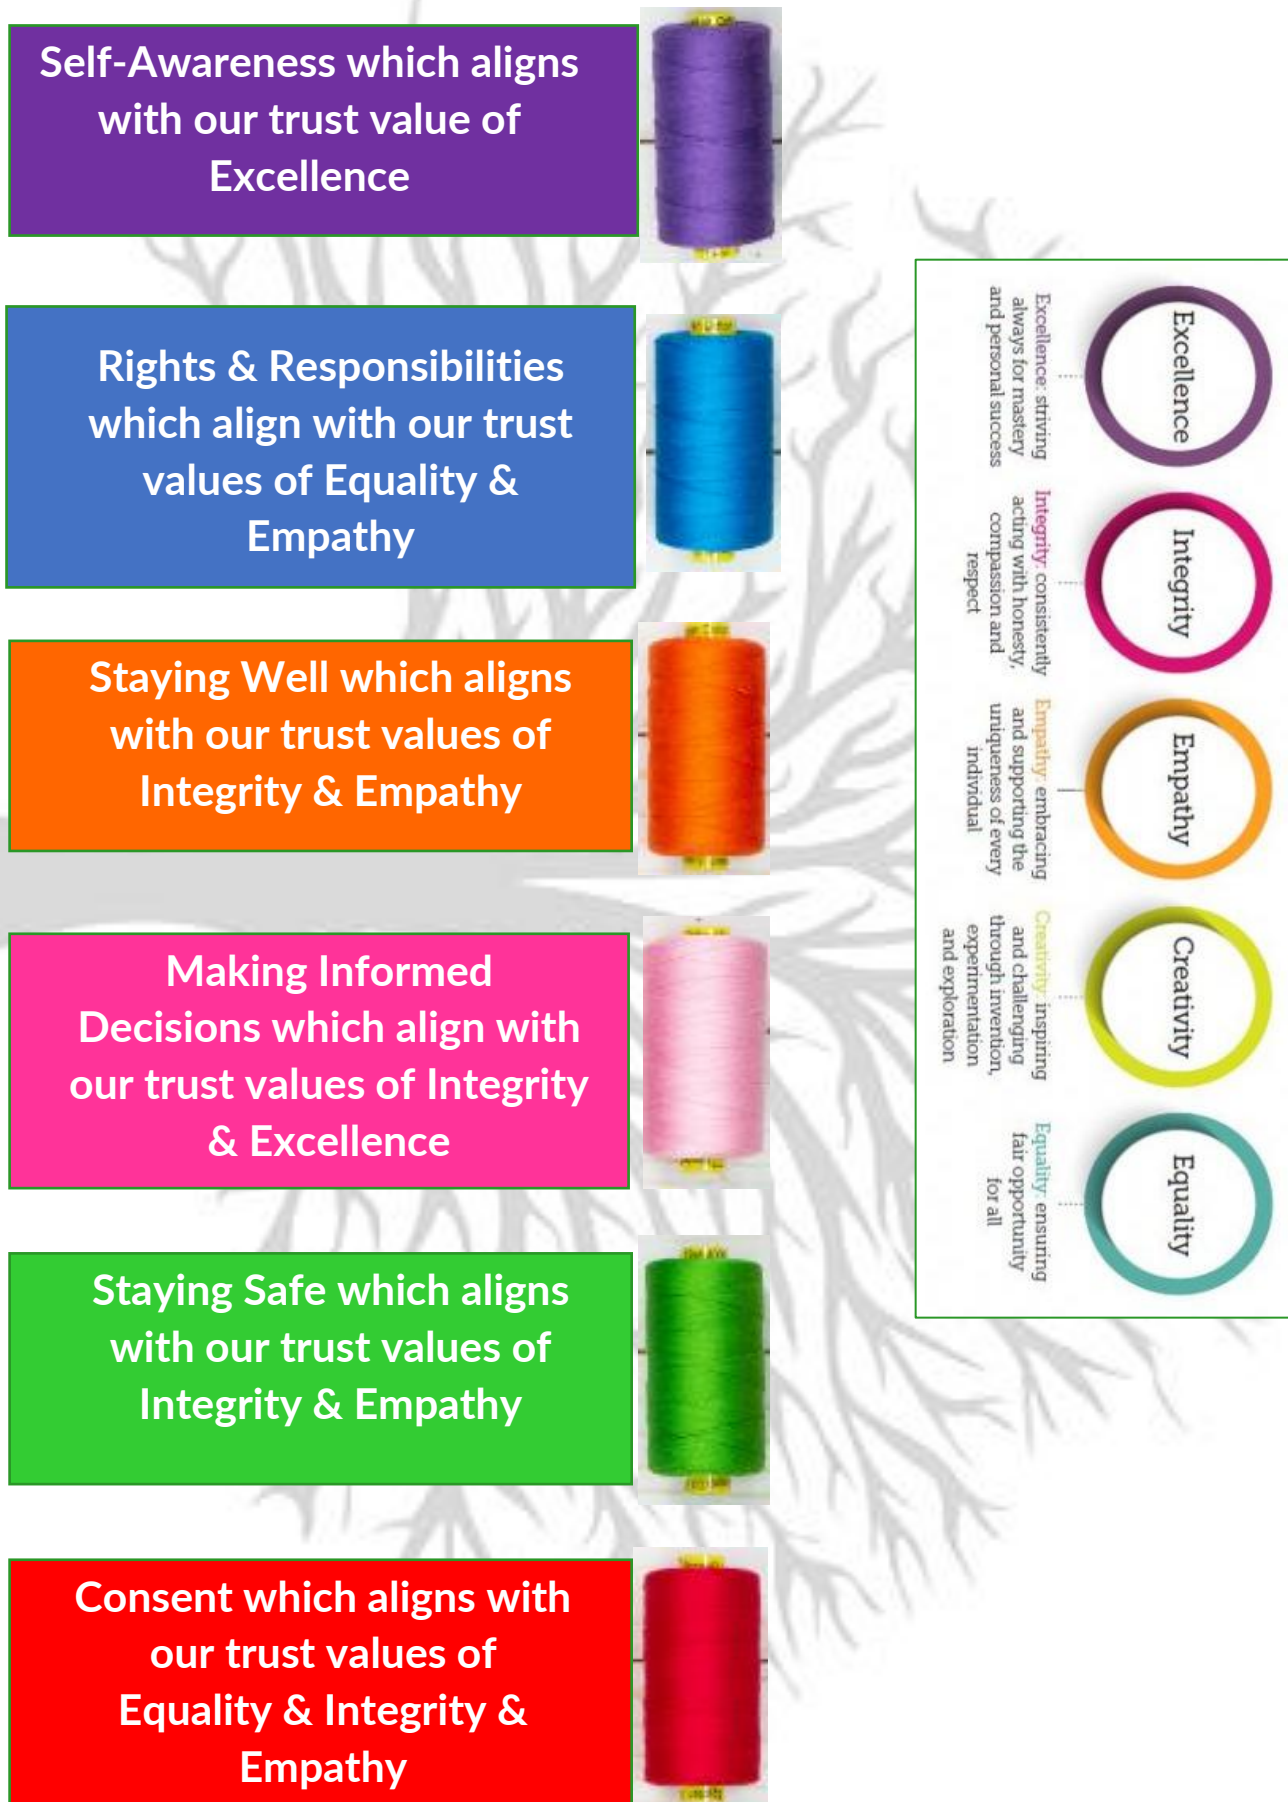 Self-Awareness which aligns
with our trust value of
Excellence
Rights & Responsibilities
which align with our trust
values of Equality &
Empathy
Staying Well which aligns
with our trust values of
Integrity & Empathy
Making Informed
Decisions which align with
our trust values of Integrity
& Excellence
Staying Safe which aligns
with our trust values of
Integrity & Empathy
Consent which aligns with
our trust values of
Equality & Integrity &
Empathy
Excellence
Excellence: striving
always for mastery
and personal success
Integrity
Integrity: consistently
acting with honesty,
compassion and
respect
Empathy
Empathy: embracing
and supporting the
uniqueness of every
individual
Creativity
Creativity: inspiring
and challenging
through invention,
experimentation
and exploration
Equality
Equality: ensuring
fair opportunity
for all